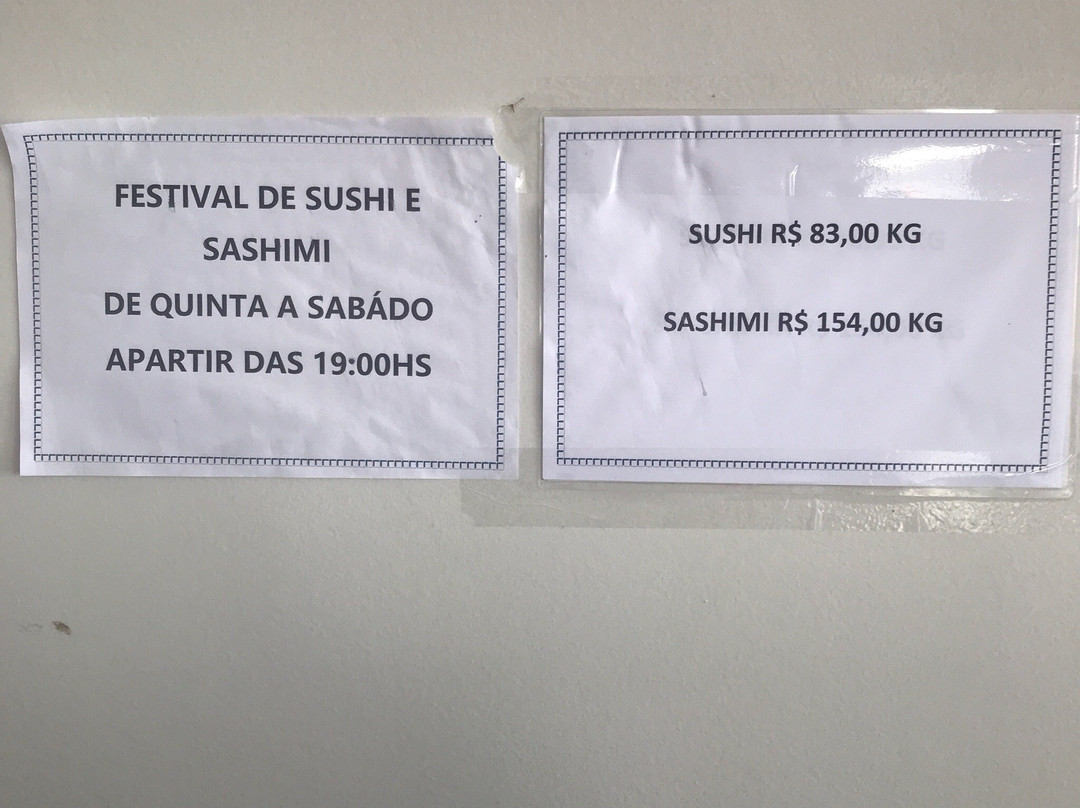 FESTIVAL DE SUSHI E
SASHIMI
DE QUINTA A SABÁDO
APARTIR DAS 19:00HS
SUSHI R$ 83,00 KG
SASHIMI R$ 154,00 KG